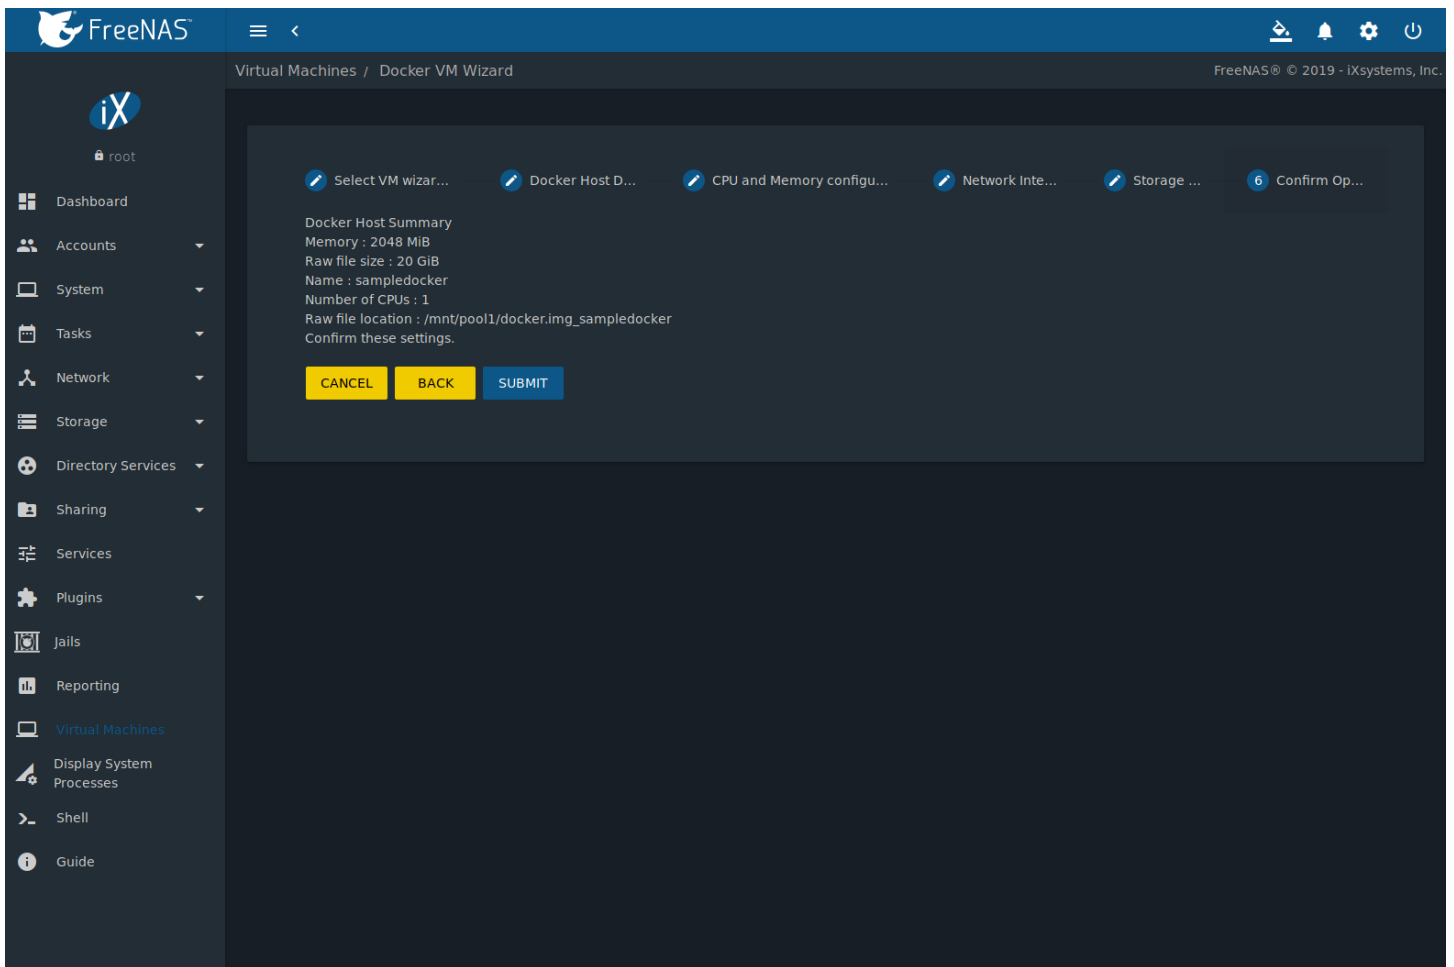 FreeNAS™
Virtual Machines / Docker VM Wizard
FreeNAS® © 2019 - iXsystems, Inc.
iX
root
Dashboard
Accounts
System
Tasks
Network
Storage
Directory Services
Sharing
Services
Plugins
Jails
Reporting
Virtual Machines
Display System
Processes
Shell
Guide
Select VM wizar...
Docker Host D...
CPU and Memory configu...
Network Inte...
Storage ...
6 Confirm Op...
Docker Host Summary
Memory : 2048 MiB
Raw file size : 20 GiB
Name : sampledocker
Number of CPUs : 1
Raw file location : /mnt/pool1/docker.img_sampledocker
Confirm these settings.
CANCEL
BACK
SUBMIT